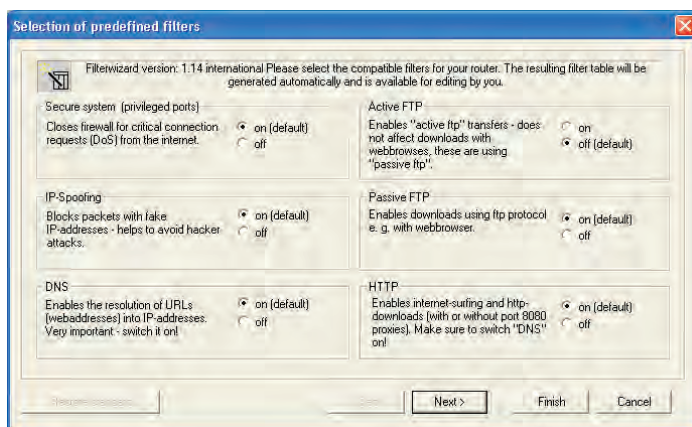 Selection of predefined filters
Filterwizard version: 1.14 international Please select the compatible filters for your router. The resulting filter table will be
generated automatically and is available for editing by you.
Secure system (privileged ports)
Closes firewall for critical connection
requests (DoS) from the internet.
on (default)
off
Active FTP
Enables "active ftp" transfers - does
not affect downloads with
webbrowses, these are using
"passive ftp".
on
off (default)
IP-Spoofing
Blocks packets with fake
IP-addresses - helps to avoid hacker
attacks.
on (default)
off
Passive FTP
Enables downloads using ftp protocol
e. g. with webbrowser.
on (default)
off
DNS
Enables the resolution of URLs
(webaddresses) into IP-addresses.
Very important - switch it on!
on (default)
off
HTTP
Enables internet-surfing and http-
downloads (with or without port 8080
proxies). Make sure to switch "DNS"
on!
on (default)
off
Next >
Finish
Cancel